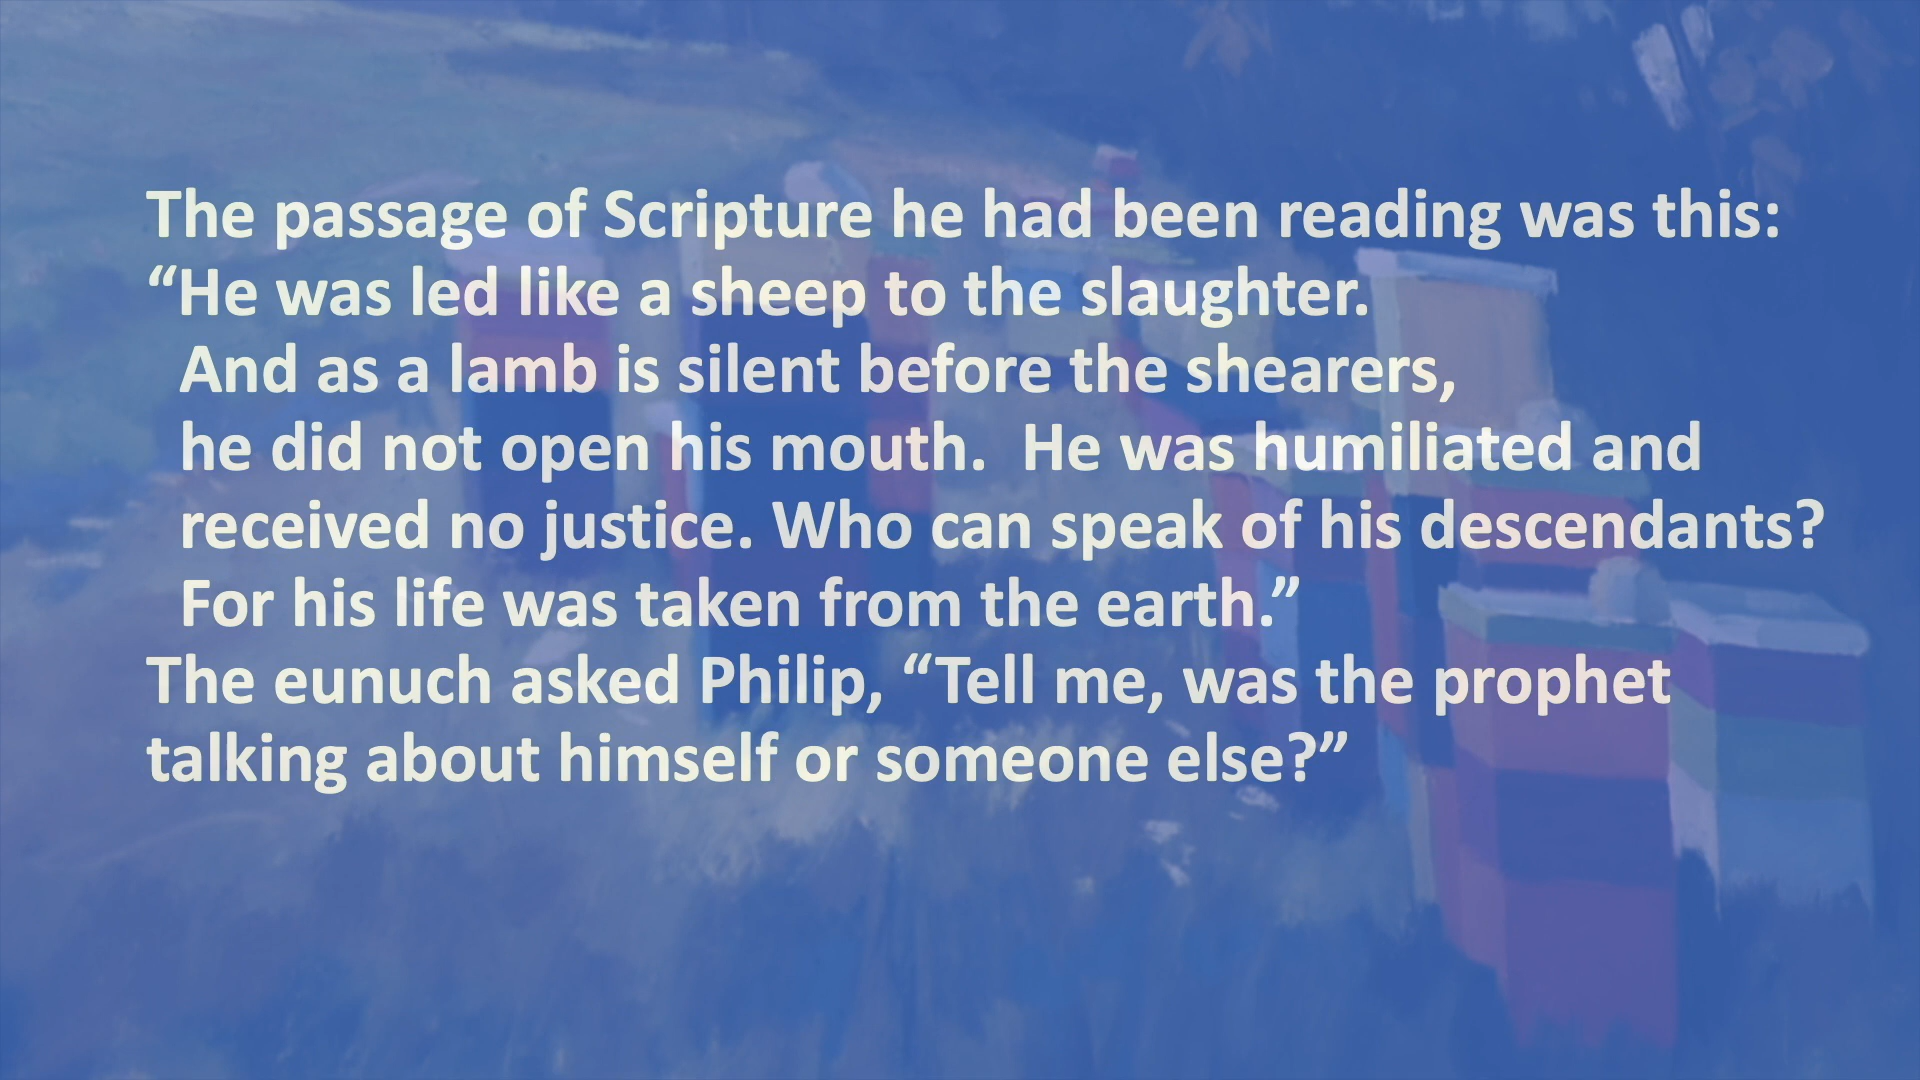 The passage of Scripture he had been reading was this:
“He was led like a sheep to the slaughter.
And as a lamb is silent before the shearers,
he did not open his mouth.  He was humiliated and
received no justice. Who can speak of his descendants?
For his life was taken from the earth.”
The eunuch asked Philip, “Tell me, was the prophet
talking about himself or someone else?”